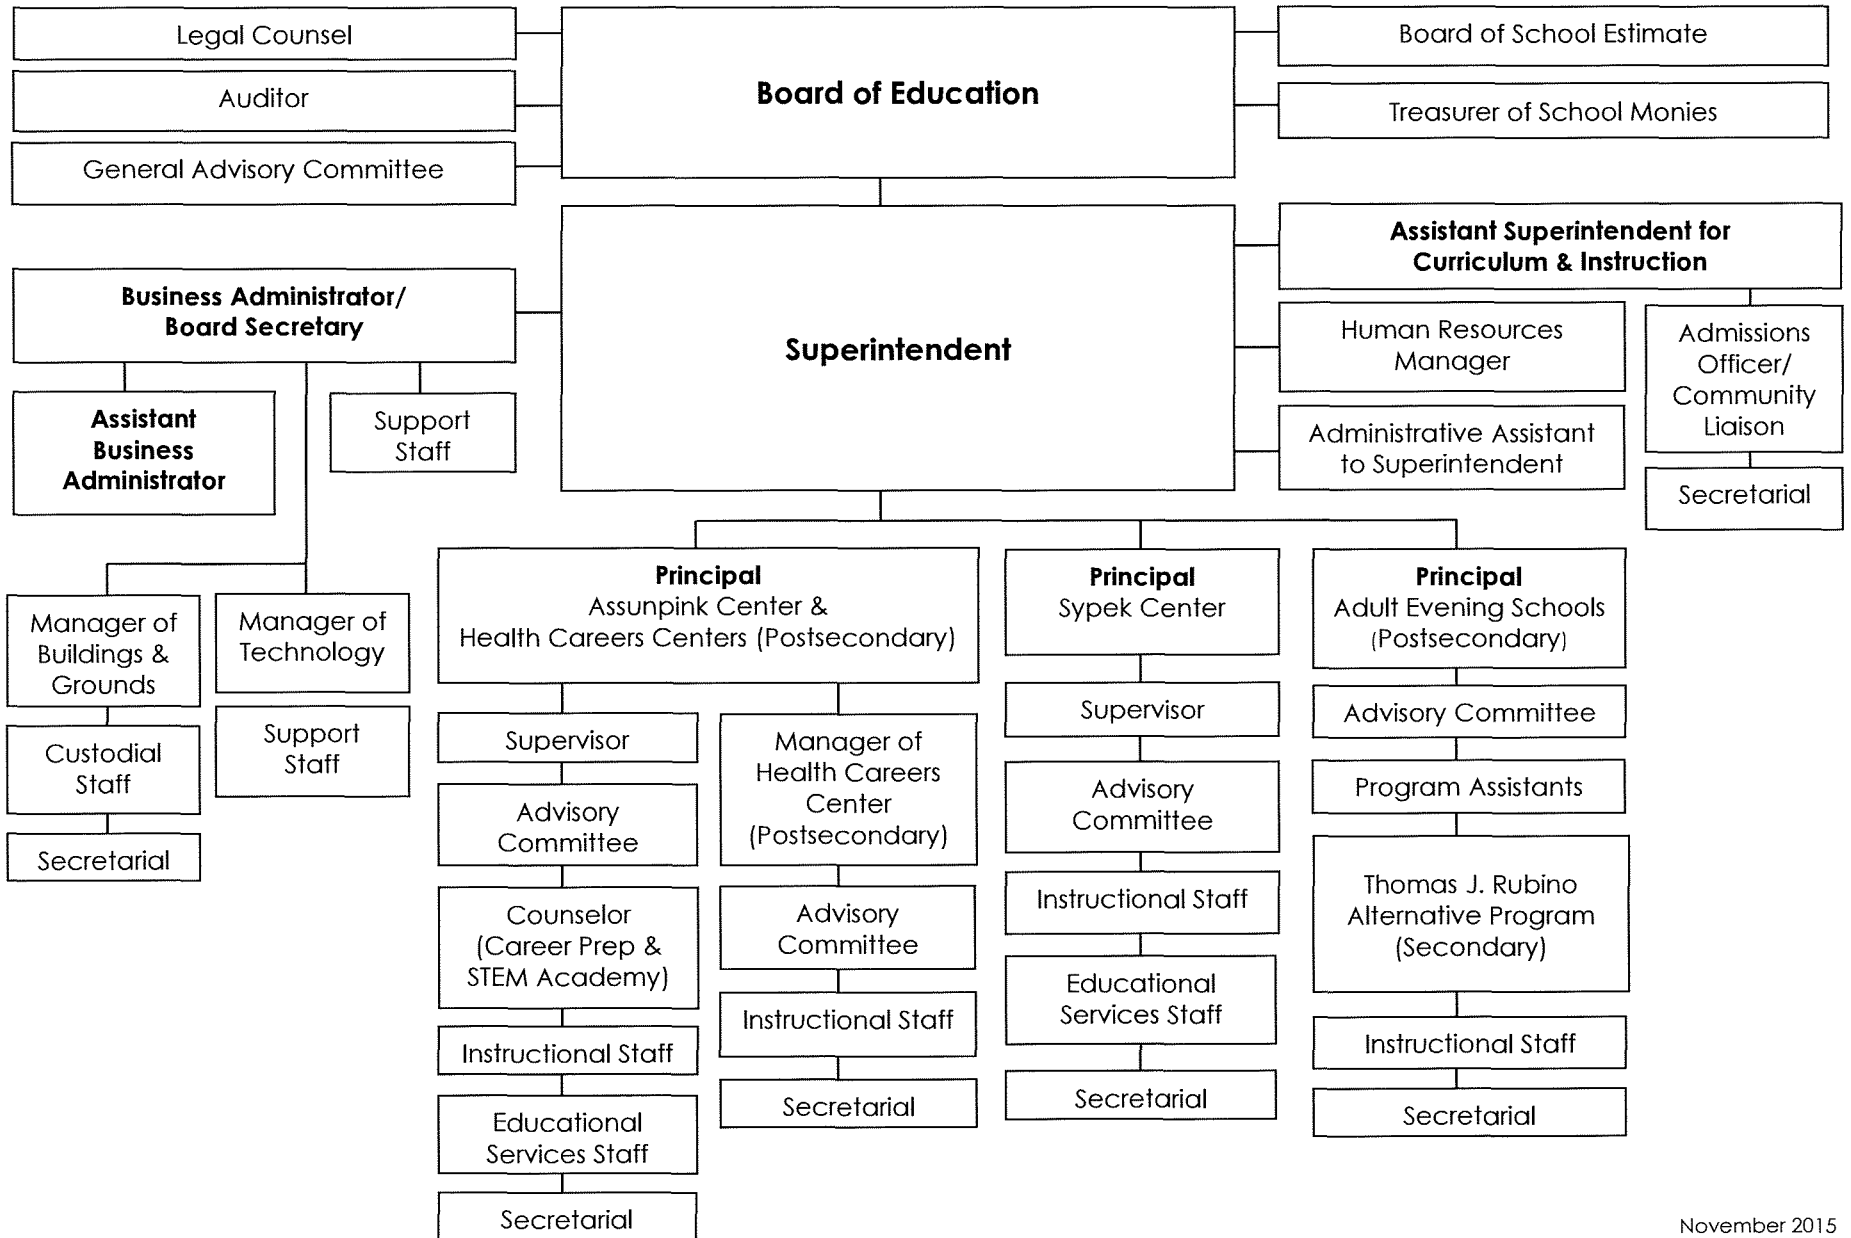 Legal Counsel
Auditor
General Advisory Committee
Board of Education
Board of School Estimate
Treasurer of School Monies
Business Administrator/
Board Secretary
Assistant
Business
Administrator
Support
Staff
Superintendent
Assistant Superintendent for
Curriculum & Instruction
Human Resources
Manager
Administrative Assistant
to Superintendent
Admissions
Officer/
Community
Liaison
Secretarial
Manager of
Buildings &
Grounds
Custodial
Staff
Secretarial
Manager of
Technology
Support
Staff
Principal
Assunpink Center &
Health Careers Centers (Postsecondary)
Supervisor
Advisory
Committee
Counselor
(Career Prep &
STEM Academy)
Instructional Staff
Educational
Services Staff
Secretarial
Manager of
Health Careers
Center
(Postsecondary)
Advisory
Committee
Instructional Staff
Secretarial
Principal
Sypek Center
Supervisor
Advisory
Committee
Instructional Staff
Educational
Services Staff
Secretarial
Principal
Adult Evening Schools
(Postsecondary)
Advisory Committee
Program Assistants
Thomas J. Rubino
Alternative Program
(Secondary)
Instructional Staff
Secretarial
November 2015